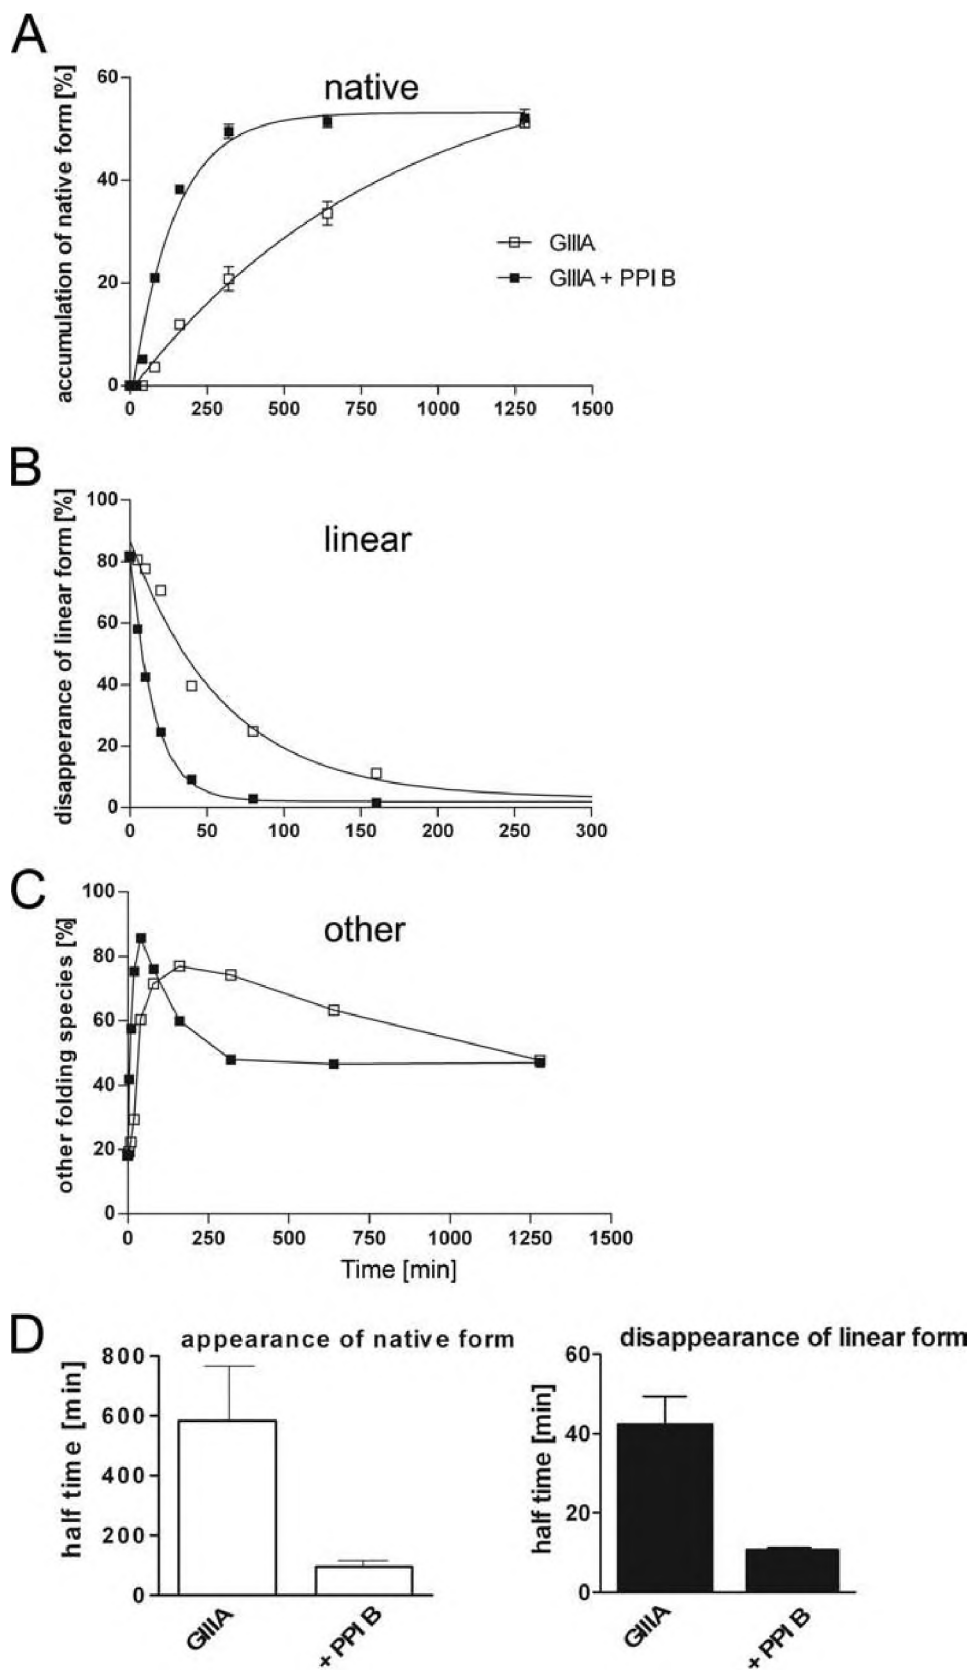 A
native
accumulation of native form [%]
60
40
20
0
0 250 500 750 1000 1250 1500
GIIIA
GIIIA + PPI B
B
linear
disapperance of linear form [%]
100
80
60
40
20
0
0 50 100 150 200 250 300
C
other
other folding species [%]
100
80
60
40
20
0
0 250 500 750 1000 1250 1500
Time [min]
D
appearance of native form
half time [min]
800
600
400
200
0
GIIIA
+ PPI B
disappearance of linear form
half time [min]
60
40
20
0
GIIIA
+ PPI B